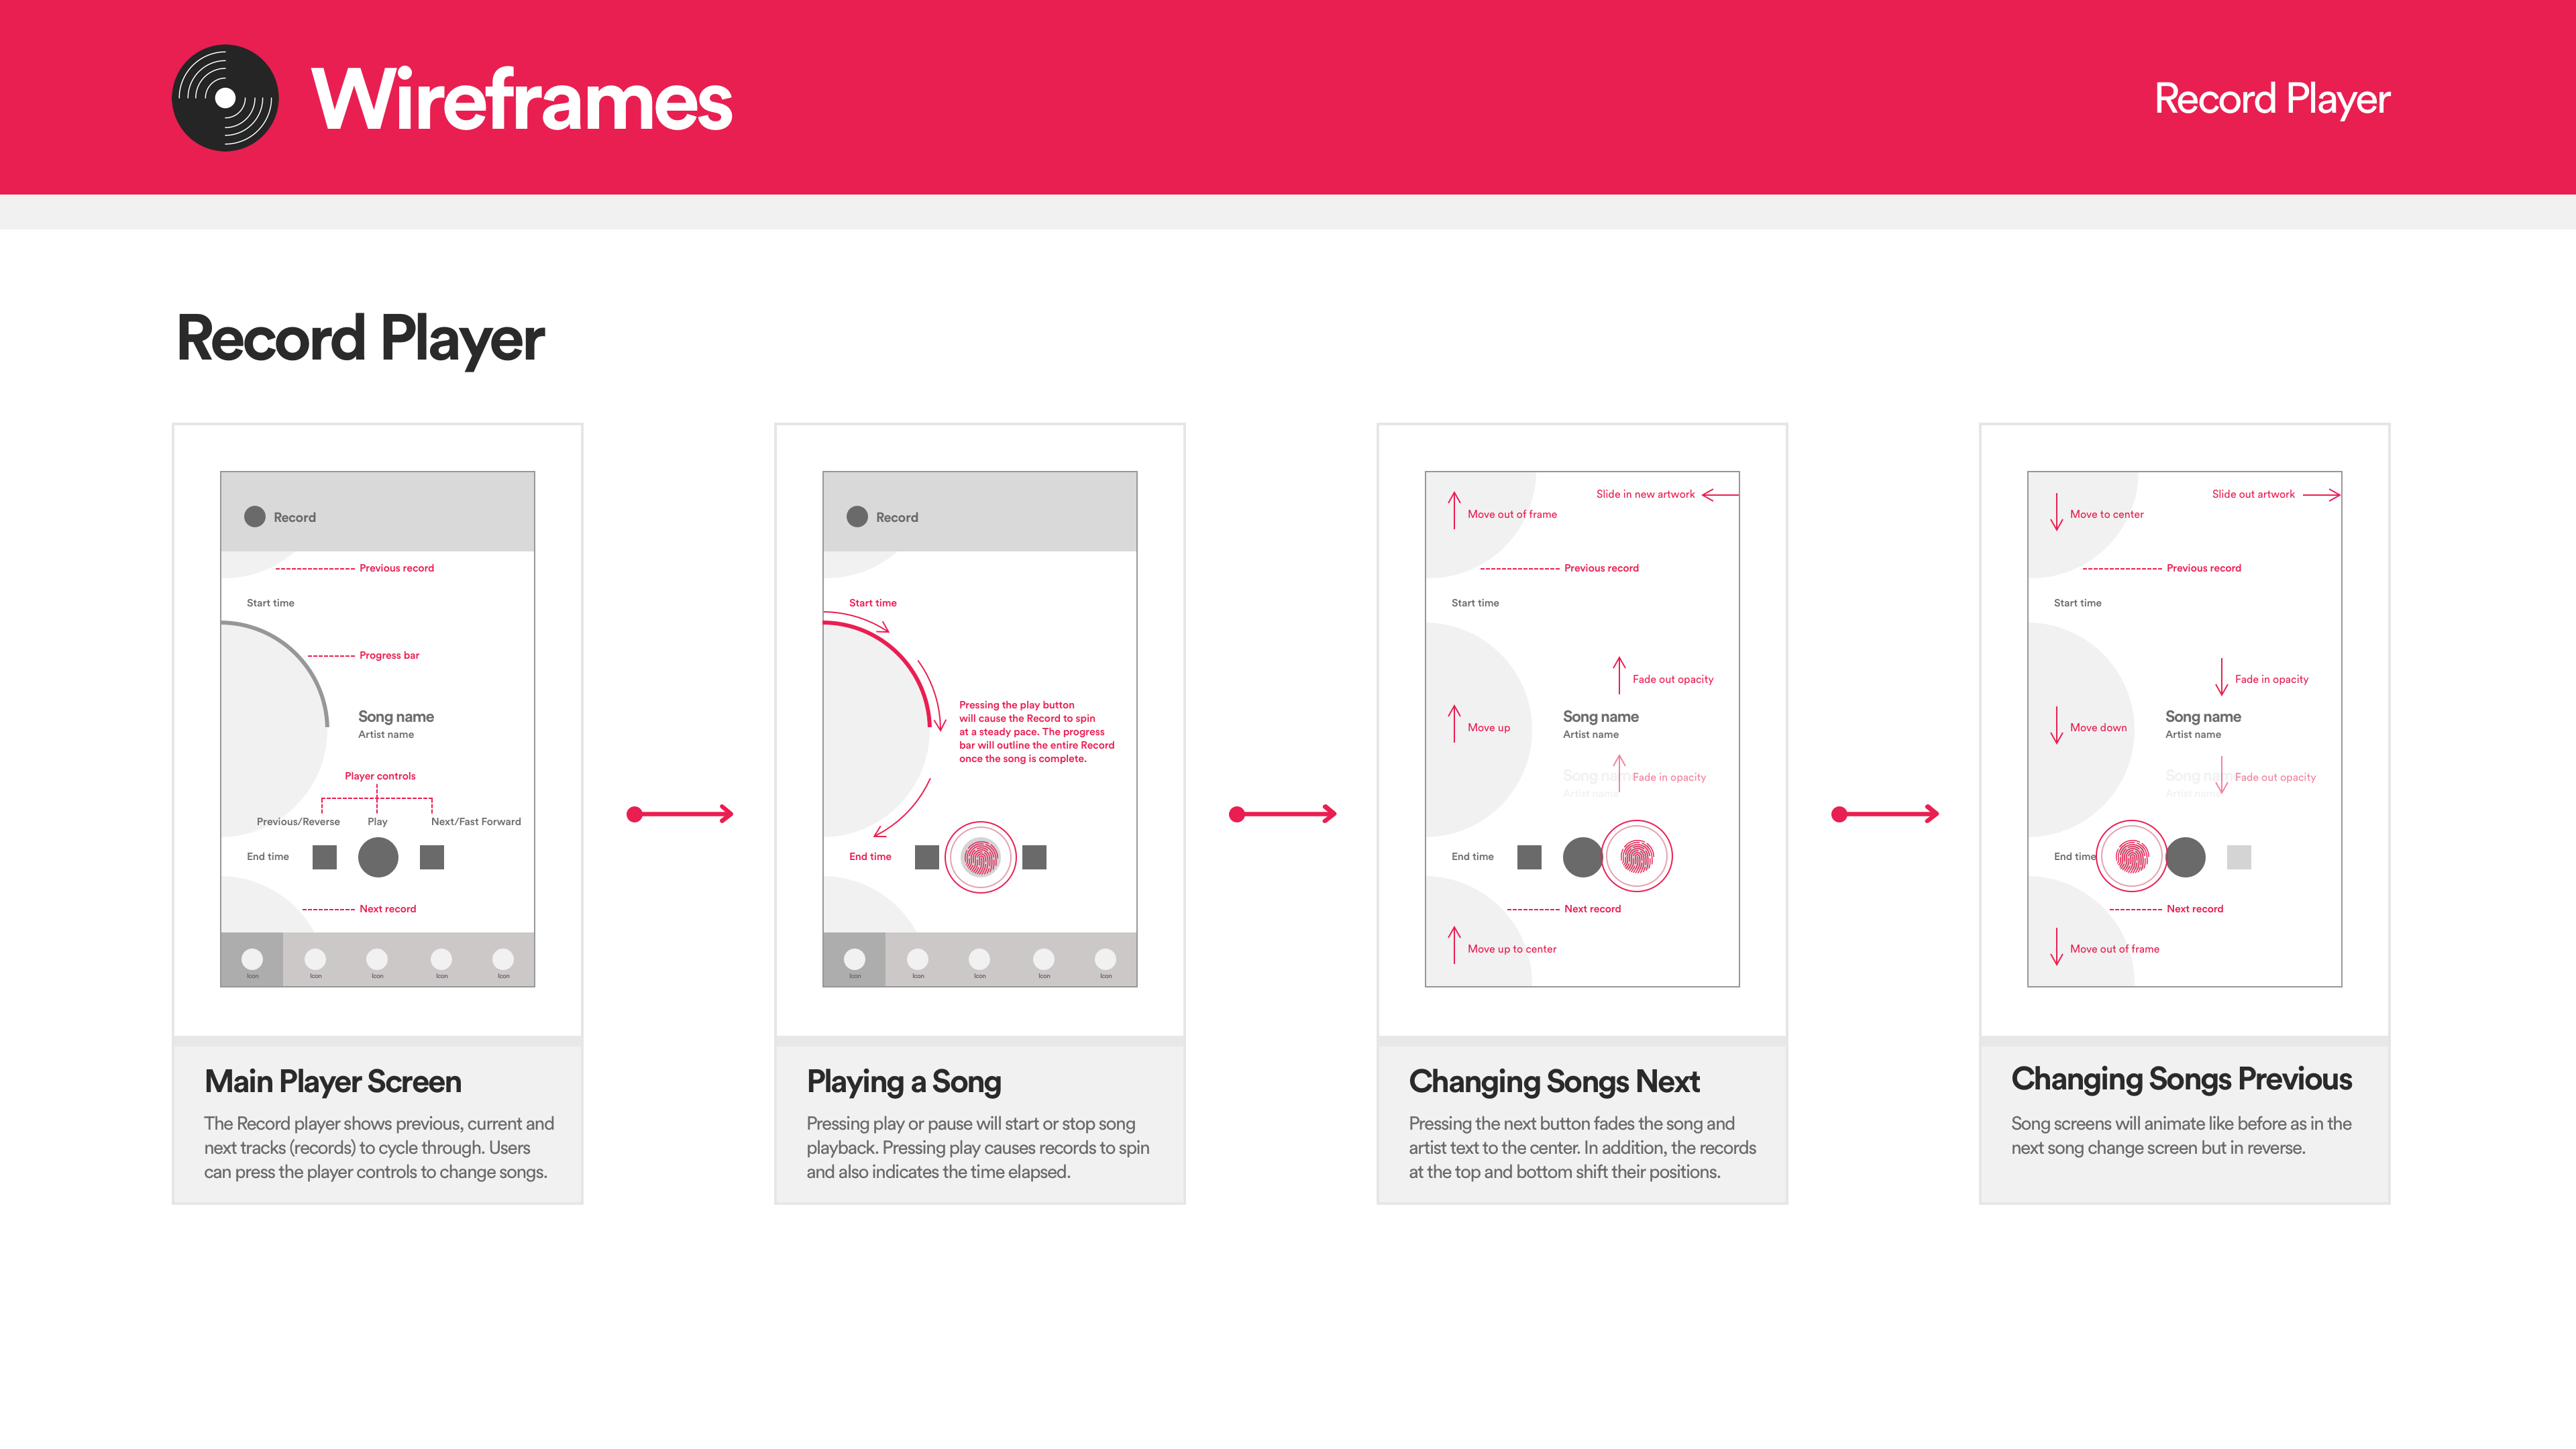 Wireframes
Record Player
Record Player
Record
Previous record
Start time
Progress bar
Song name
Artist name
Player controls
Previous/Reverse
Play
Next/Fast Forward
End time
Next record
Icon
Icon
Icon
Icon
Icon
Main Player Screen
The Record player shows previous, current and
next tracks (records) to cycle through. Users
can press the player controls to change songs.
Record
Start time
Pressing the play button
will cause the Record to spin
at a steady pace. The progress
bar will outline the entire Record
once the song is complete.
End time
Icon
Icon
Icon
Icon
Icon
Playing a Song
Pressing play or pause will start or stop song
playback. Pressing play causes records to spin
and also indicates the time elapsed.
Slide in new artwork
Move out of frame
Previous record
Start time
Fade out opacity
Song name
Artist name
Move up
Song name
Fade in opacity
Artist name
End time
Next record
Move up to center
Changing Songs Next
Pressing the next button fades the song and
artist text to the center. In addition, the records
at the top and bottom shift their positions.
Slide out artwork
Move to center
Previous record
Start time
Fade in opacity
Song name
Artist name
Move down
Song name
Fade out opacity
Artist name
End time
Next record
Move out of frame
Changing Songs Previous
Song screens will animate like before as in the
next song change screen but in reverse.